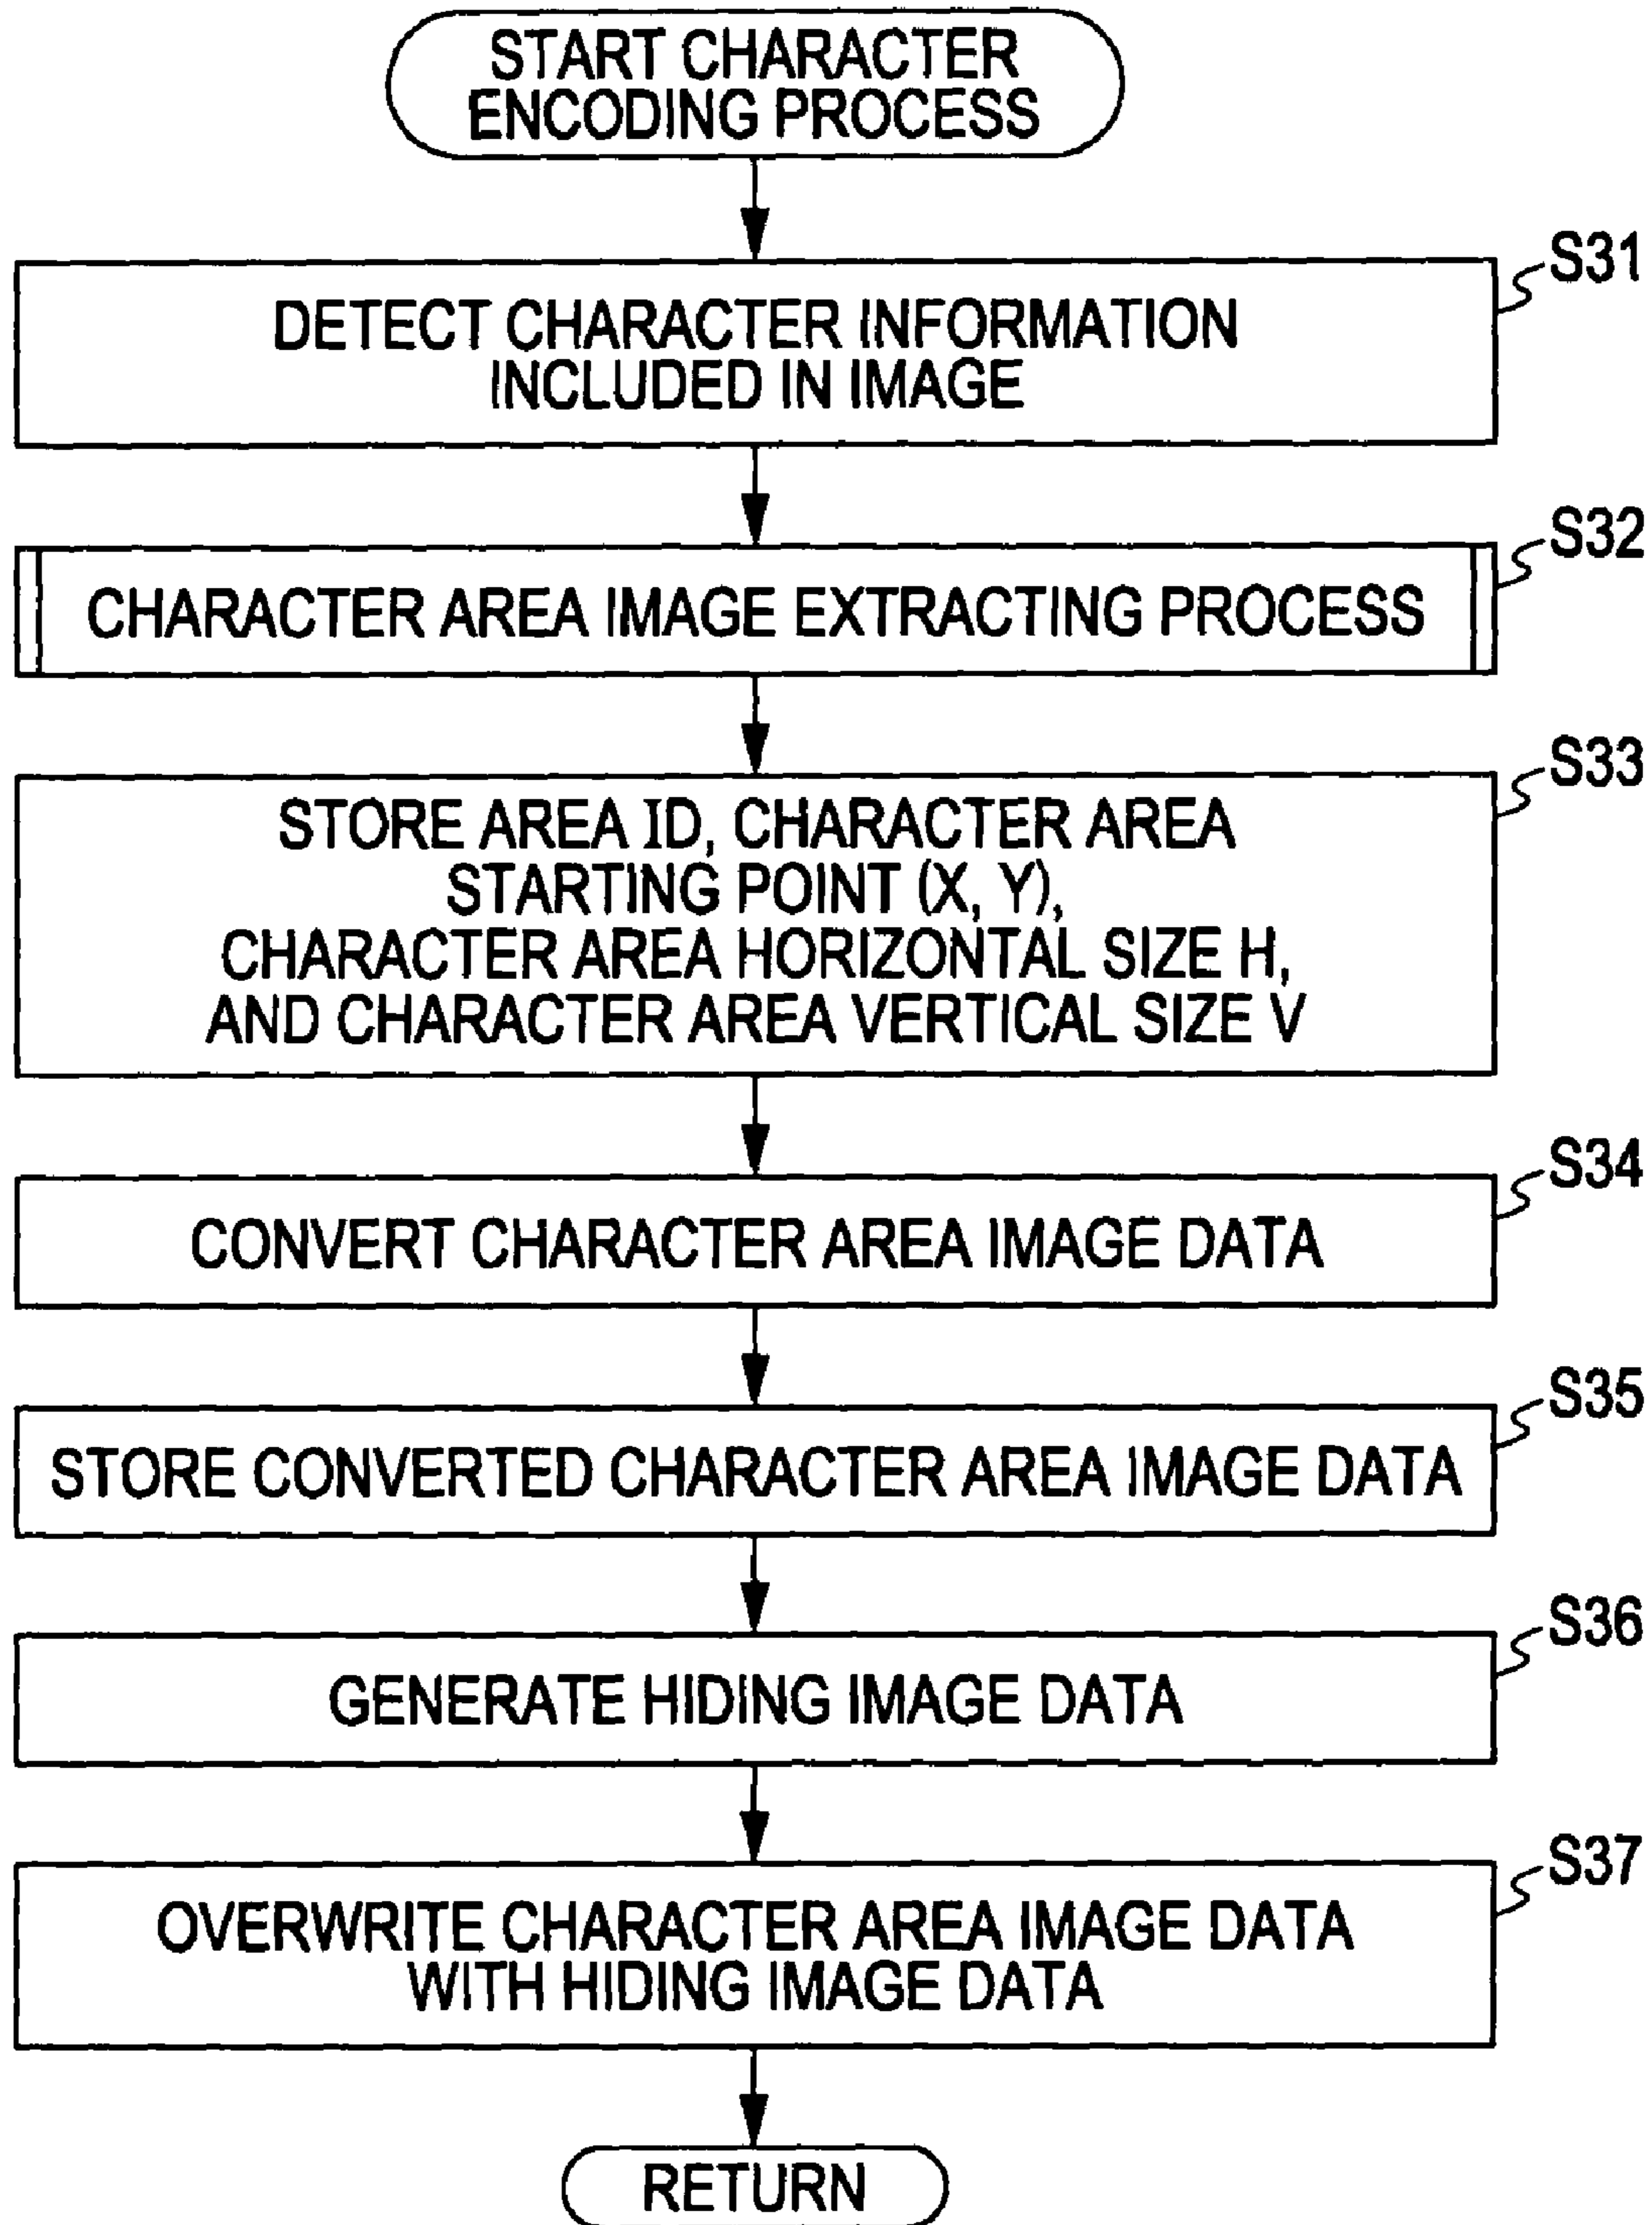 START CHARACTER
ENCODING PROCESS
S31
DETECT CHARACTER INFORMATION
INCLUDED IN IMAGE
S32
CHARACTER AREA IMAGE EXTRACTING PROCESS
S33
STORE AREA ID, CHARACTER AREA
STARTING POINT (X, Y),
CHARACTER AREA HORIZONTAL SIZE H,
AND CHARACTER AREA VERTICAL SIZE V
S34
CONVERT CHARACTER AREA IMAGE DATA
S35
STORE CONVERTED CHARACTER AREA IMAGE DATA
S36
GENERATE HIDING IMAGE DATA
S37
OVERWRITE CHARACTER AREA IMAGE DATA
WITH HIDING IMAGE DATA
RETURN